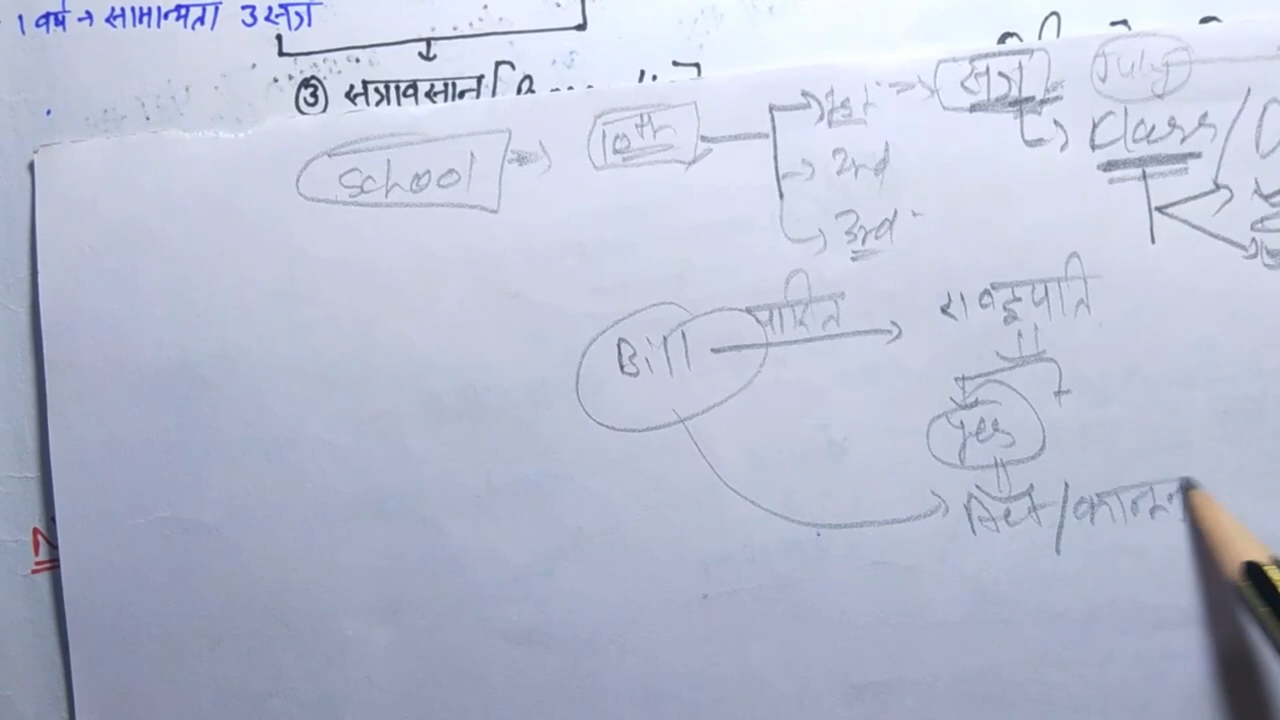 1 वर्ष → सामान्यता 3 सत्र
③ सत्रावसान
School → 10th → 1st → सत्र July
→ 2nd → Class /
→ 3rd
Bill पारित → राष्ट्रपति
Yes
Act / कानून